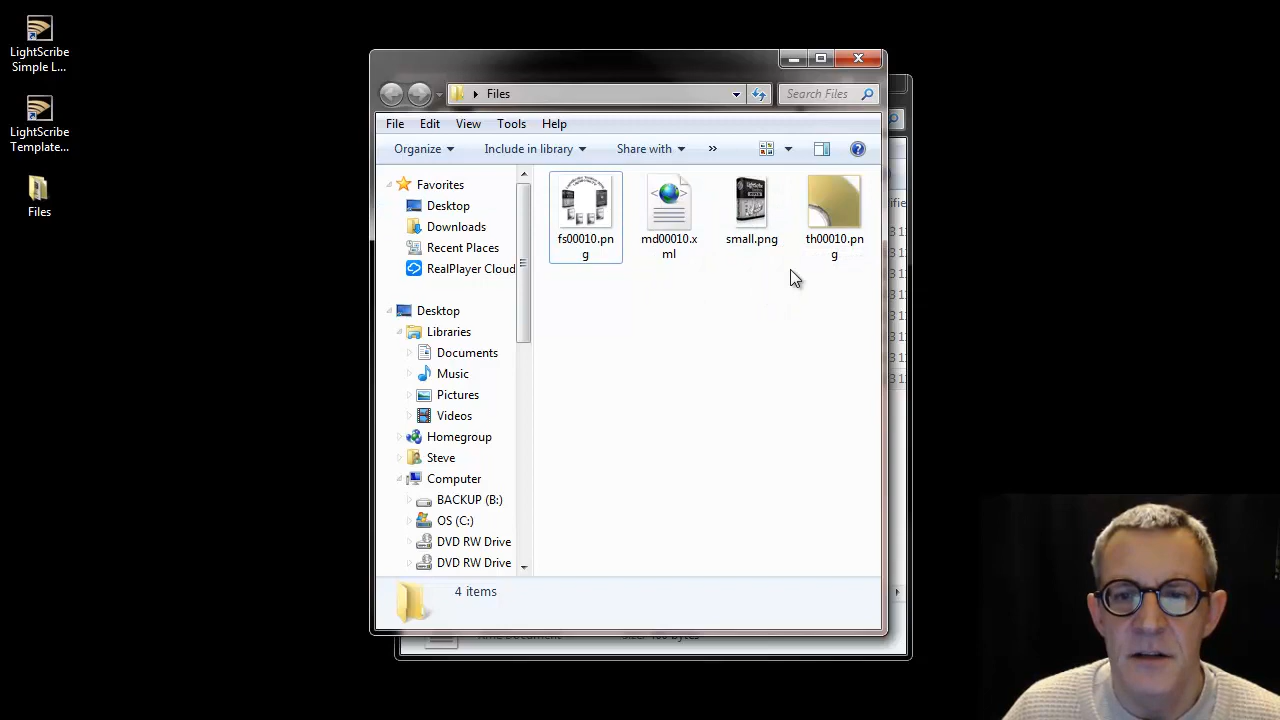 LightScribe
Simple L...
LightScribe
Template...
Files
Files
Search Files
File Edit View Tools Help
Organize Include in library Share with »
Favorites
Desktop
Downloads
Recent Places
RealPlayer Cloud
Desktop
Libraries
Documents
Music
Pictures
Videos
Homegroup
Steve
Computer
BACKUP (B:)
OS (C:)
DVD RW Drive
DVD RW Drive
fs00010.pn
g
md00010.x
ml
small.png
th00010.pn
g
4 items